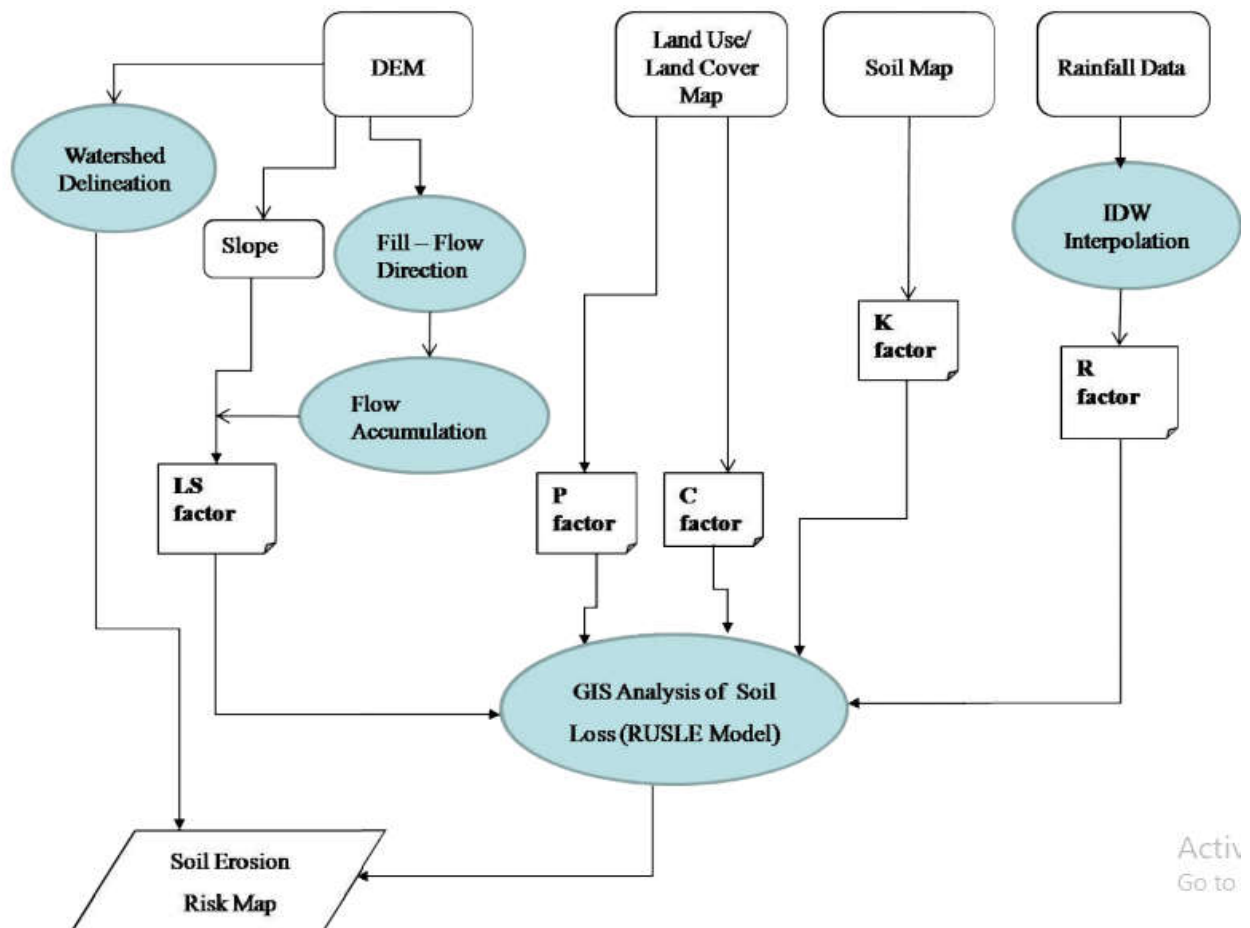 DEM
Land Use/
Land Cover
Map
Soil Map
Rainfall Data
Watershed
Delineation
Slope
Fill – Flow
Direction
IDW
Interpolation
K
factor
R
factor
Flow
Accumulation
LS
factor
P
factor
C
factor
GIS Analysis of Soil
Loss (RUSLE Model)
Soil Erosion
Risk Map
Activ
Go to